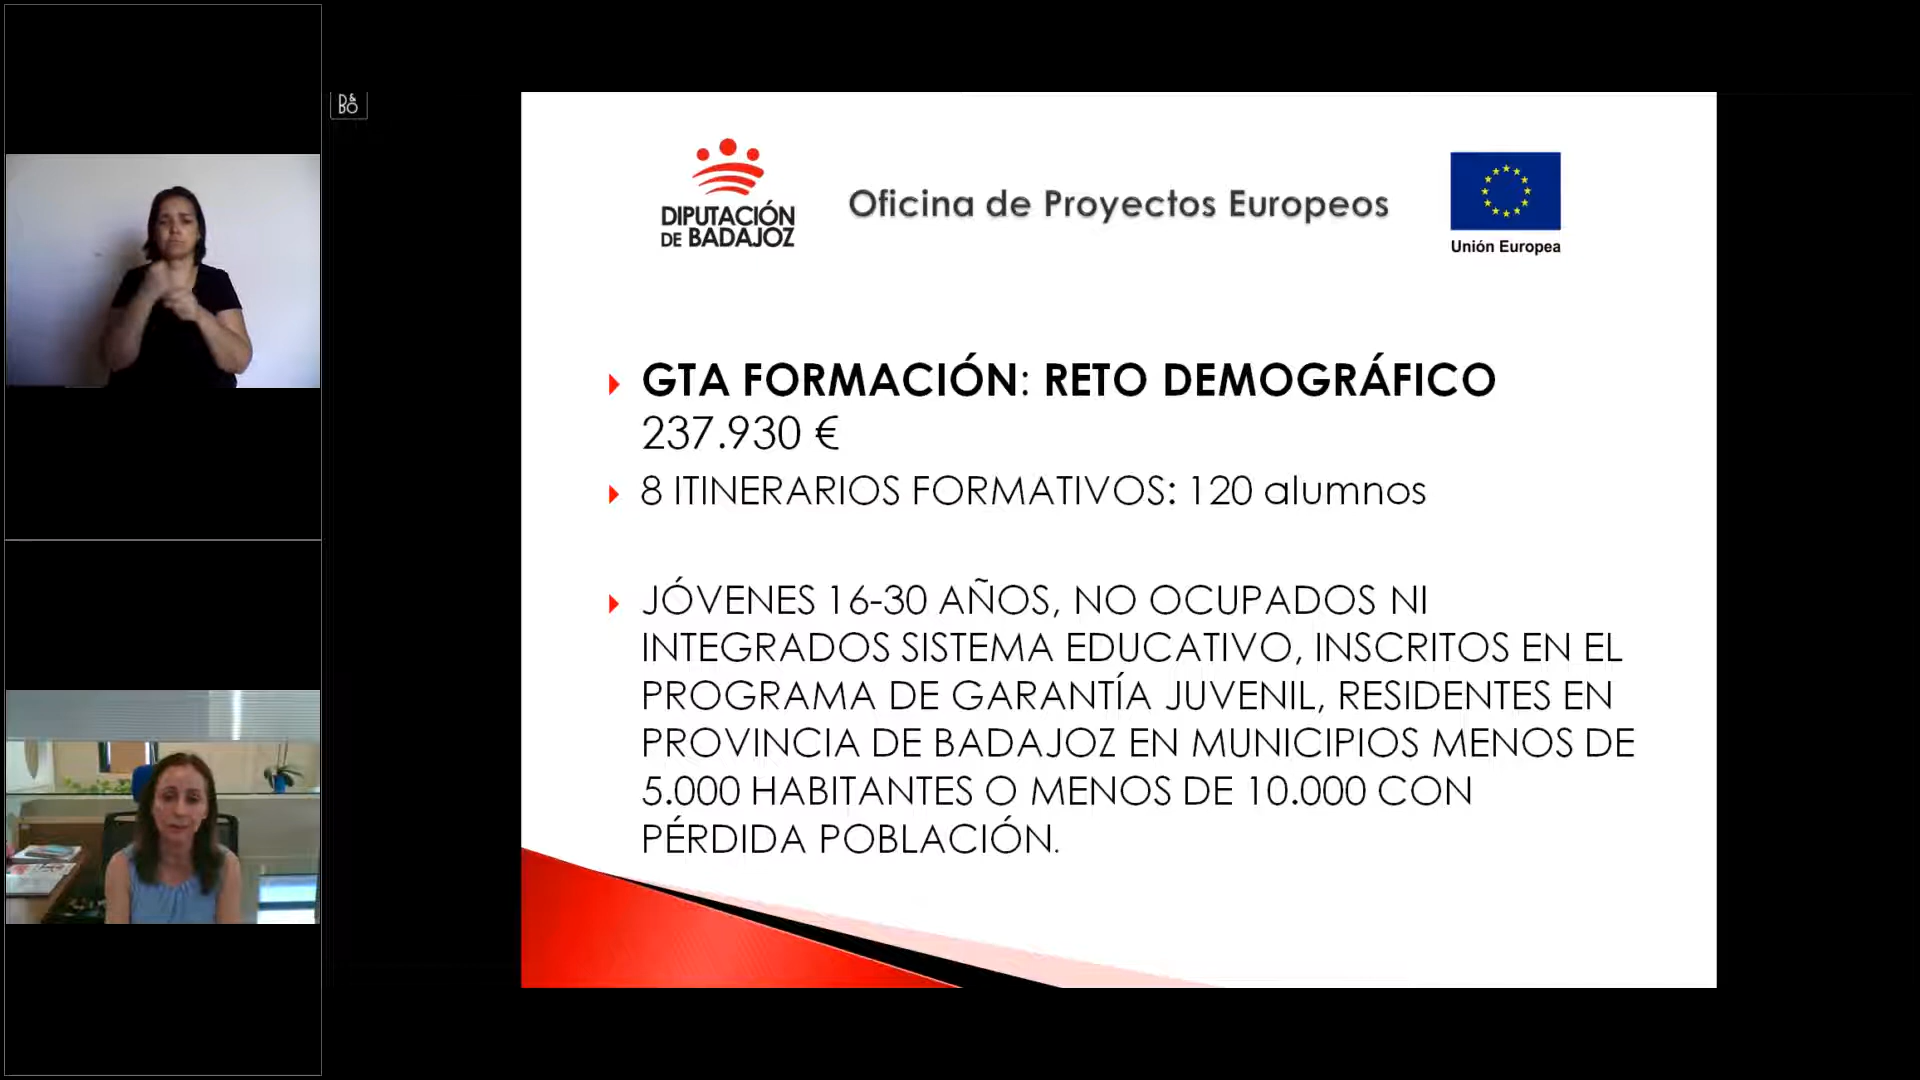 B&O
DIPUTACIÓN
DE BADAJOZ
Oficina de Proyectos Europeos
Unión Europea
GTA FORMACIÓN: RETO DEMOGRÁFICO
237.930 €
8 ITINERARIOS FORMATIVOS: 120 alumnos
JÓVENES 16-30 AÑOS, NO OCUPADOS NI
INTEGRADOS SISTEMA EDUCATIVO, INSCRITOS EN EL
PROGRAMA DE GARANTÍA JUVENIL, RESIDENTES EN
PROVINCIA DE BADAJOZ EN MUNICIPIOS MENOS DE
5.000 HABITANTES O MENOS DE 10.000 CON
PÉRDIDA POBLACIÓN.